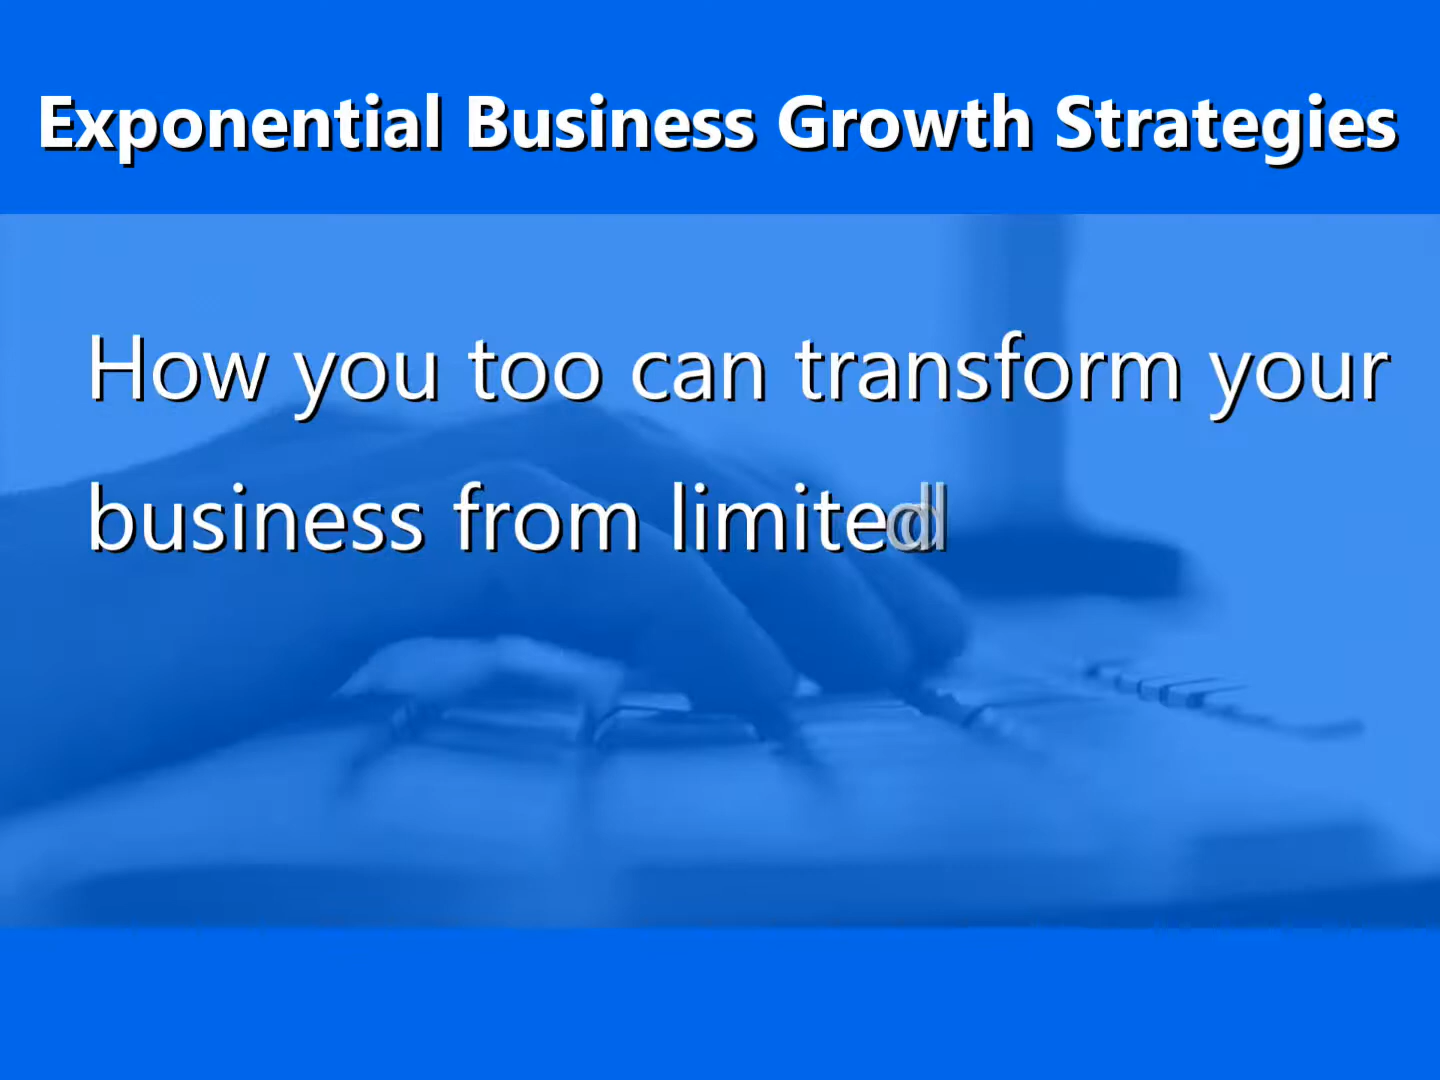 Exponential Business Growth Strategies
How you too can transform your
business from limited